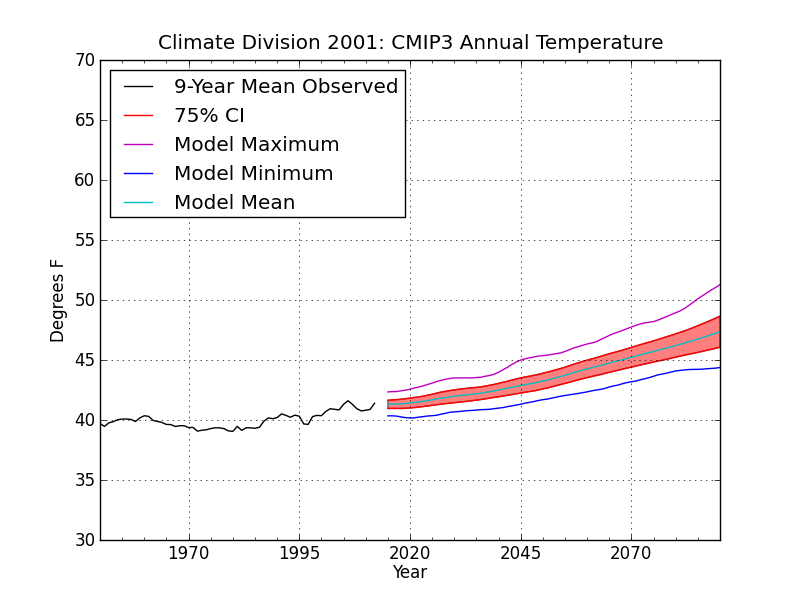 Climate Division 2001: CMIP3 Annual Temperature
70
65
60
55
50
45
40
35
30
Degrees F
9-Year Mean Observed
75% CI
Model Maximum
Model Minimum
Model Mean
1970 1995 2020 2045 2070
Year